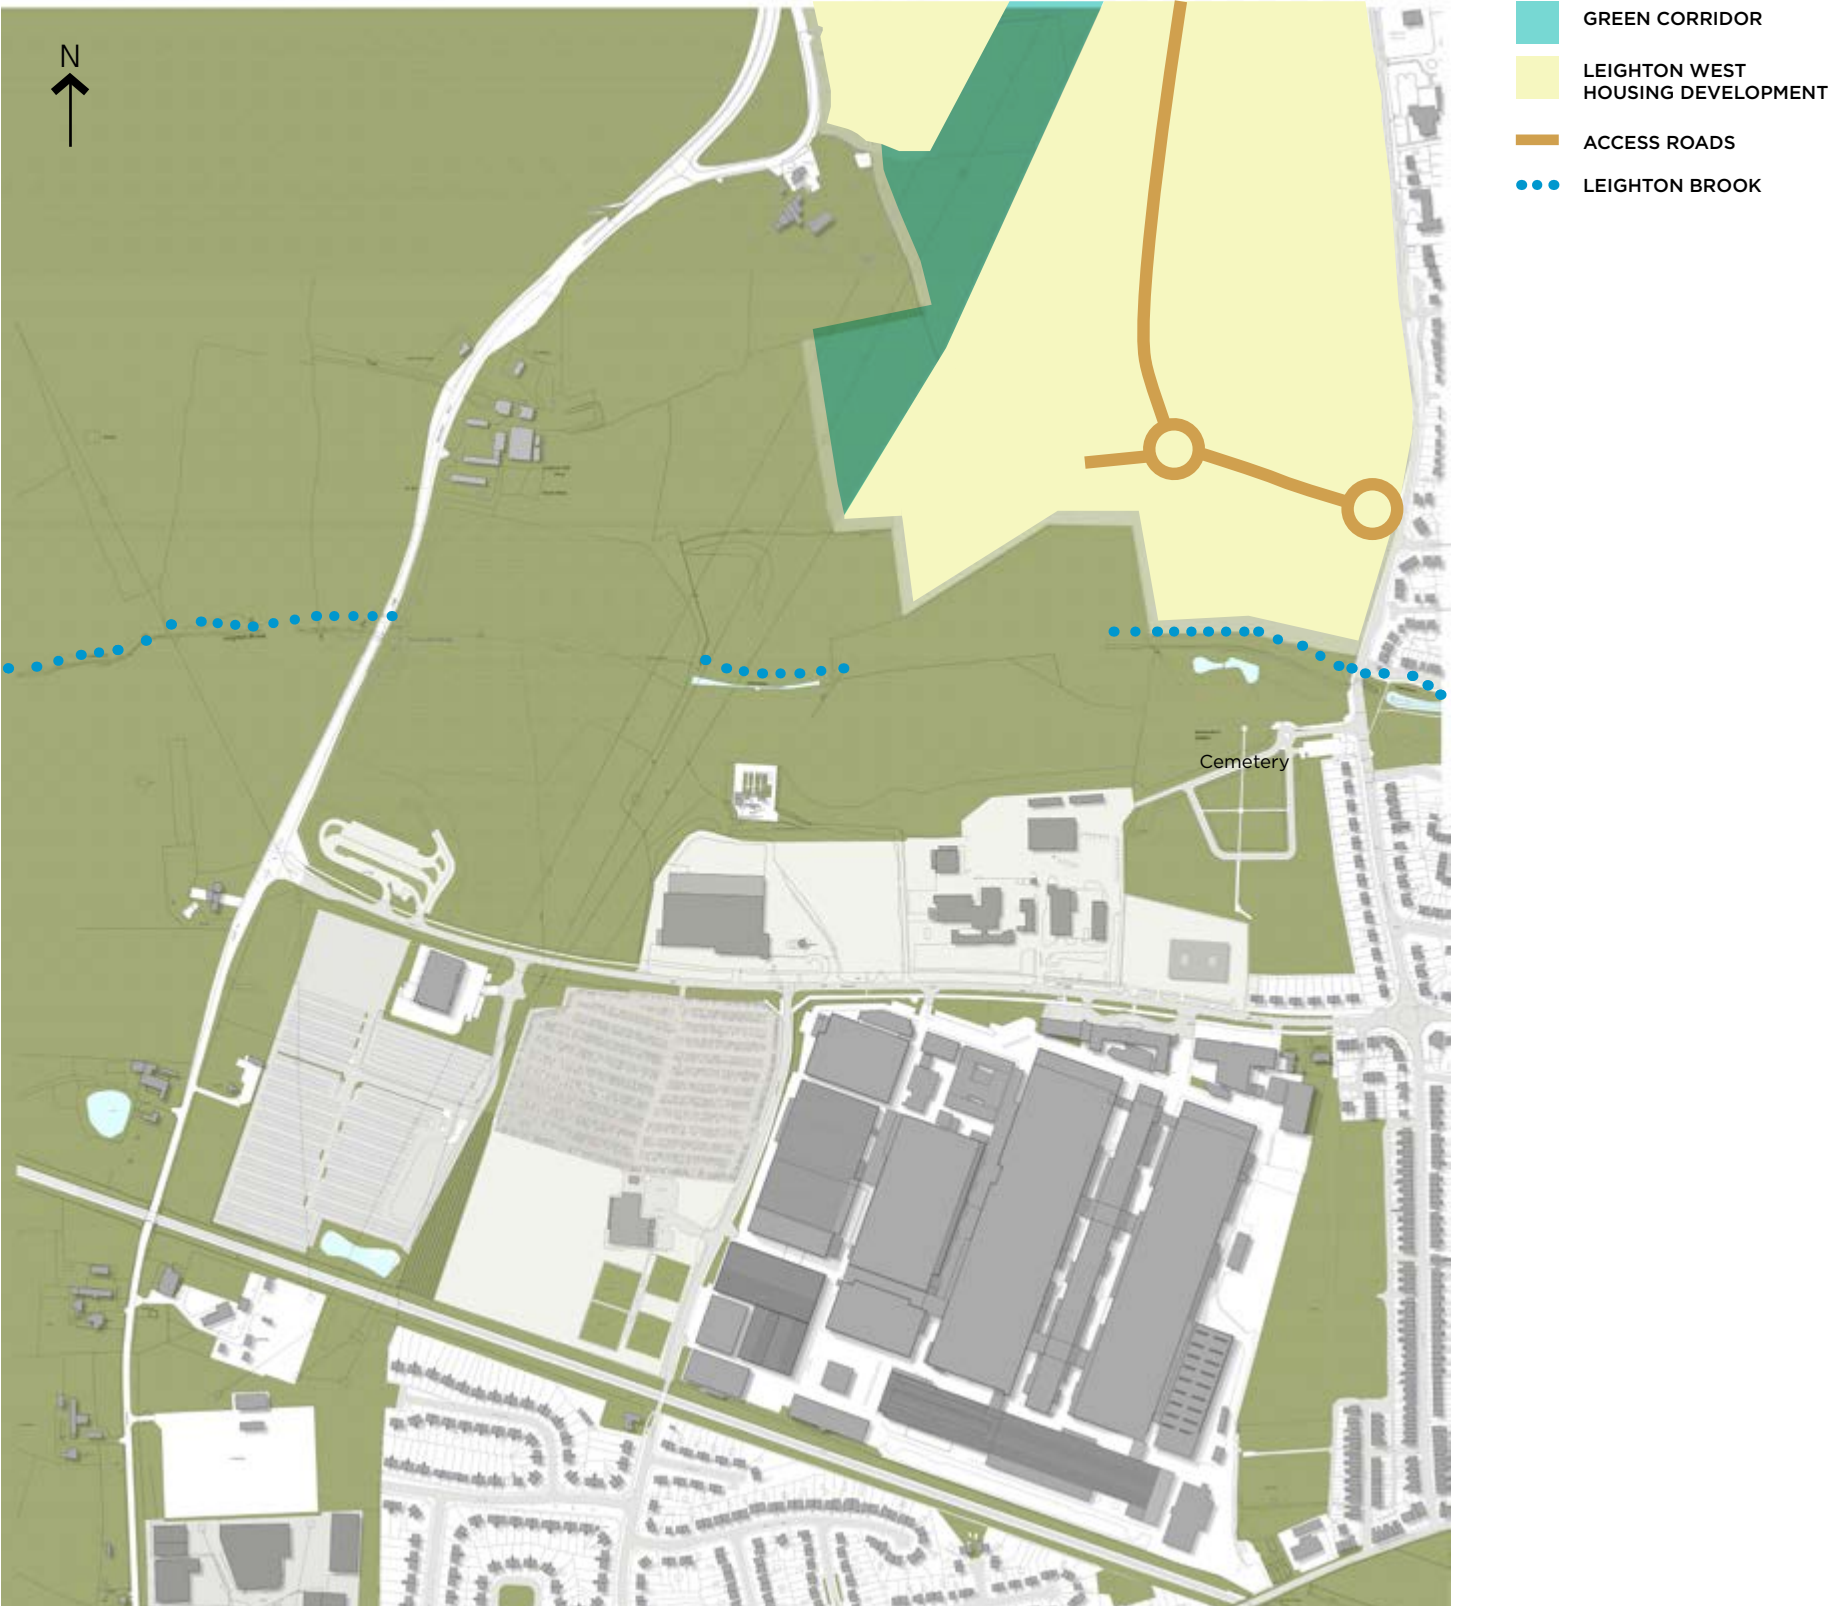 N
GREEN CORRIDOR
LEIGHTON WEST
HOUSING DEVELOPMENT
ACCESS ROADS
LEIGHTON BROOK
Cemetery